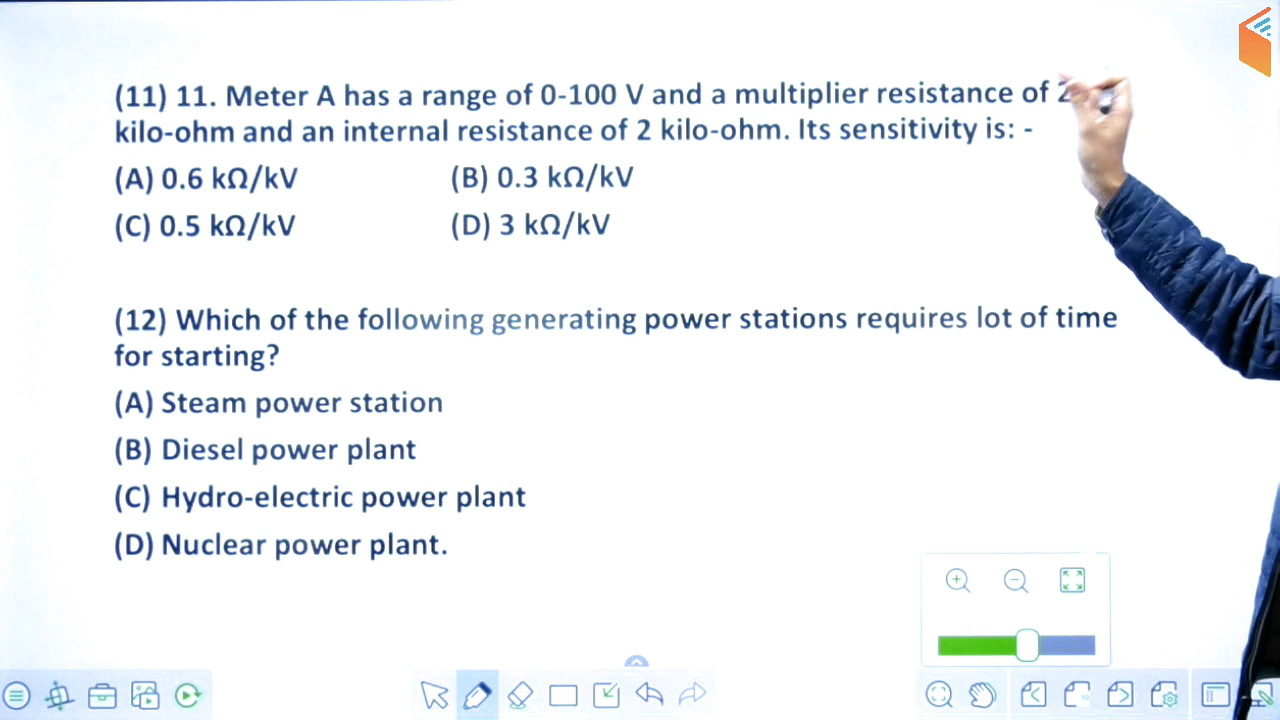 (11) 11. Meter A has a range of 0-100 V and a multiplier resistance of
kilo-ohm and an internal resistance of 2 kilo-ohm. Its sensitivity is: -
(A) 0.6 kΩ/kV (B) 0.3 kΩ/kV
(C) 0.5 kΩ/kV (D) 3 kΩ/kV
(12) Which of the following generating power stations requires lot of time
for starting?
(A) Steam power station
(B) Diesel power plant
(C) Hydro-electric power plant
(D) Nuclear power plant.